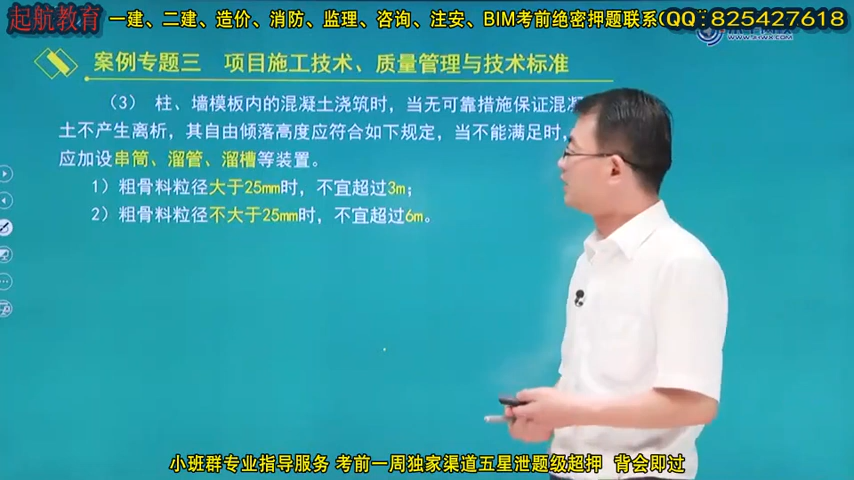 起航教育 一建、二建、造价、消防、监理、咨询、注安、BIM考前绝密押题联系
QQ:825427618
案例专题三 项目施工技术、质量管理与技术标准
（3） 柱、墙模板内的混凝土浇筑时，当无可靠措施保证混凝
土不产生离析，其自由倾落高度应符合如下规定，当不能满足时，
应加设串筒、溜管、溜槽等装置。
1）粗骨料粒径大于25mm时，不宜超过3m；
2）粗骨料粒径不大于25mm时，不宜超过6m。
小班群专业指导服务 考前一周独家渠道五星泄题级超押 背会即过